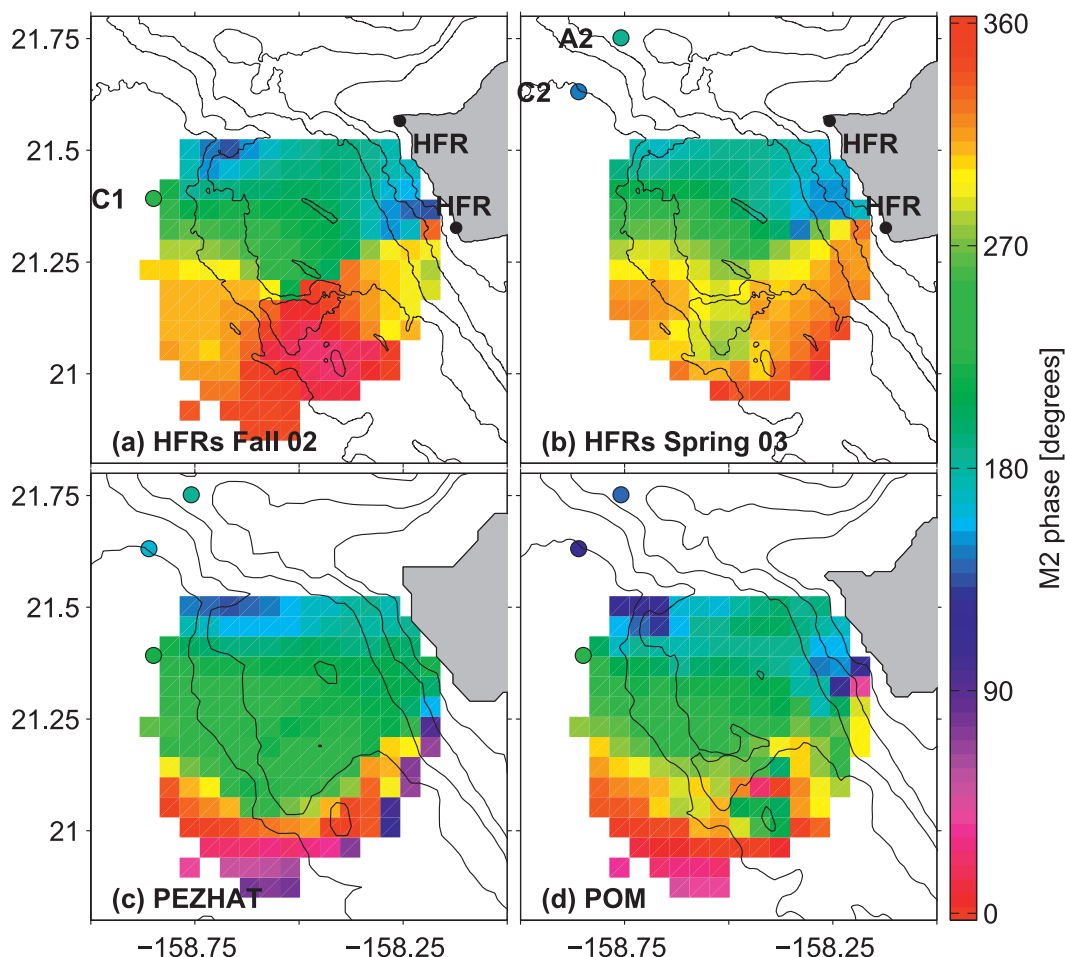 21.75
21.5
21.25
21
C1
HFR
HFR
(a) HFRs Fall 02
A2
C2
HFR
HFR
(b) HFRs Spring 03
21.75
21.5
21.25
21
(c) PEZHAT
−158.75
−158.25
(d) POM
−158.75
−158.25
360
270
180
90
0
M2 phase [degrees]